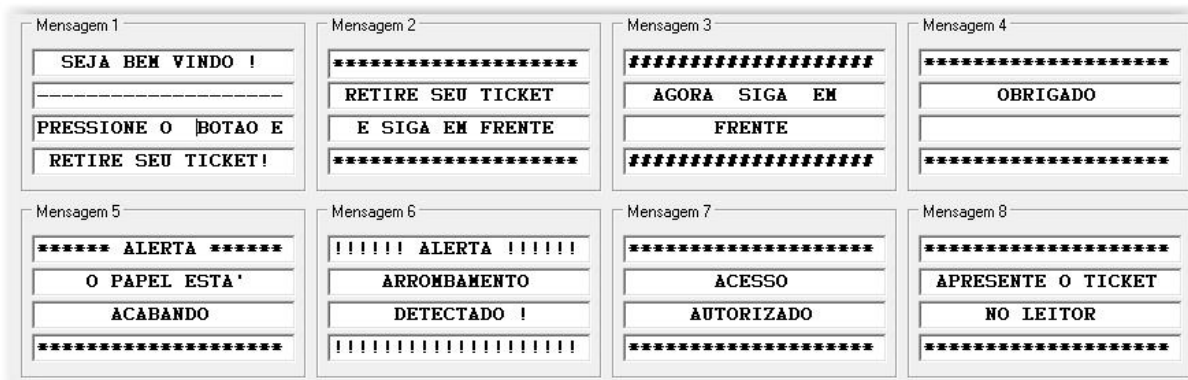 Mensagem 1
SEJA BEM VINDO !
--------------------
PRESSIONE O  BOTAO E
RETIRE SEU TICKET!
Mensagem 2
********************
RETIRE SEU TICKET
E SIGA EM FRENTE
********************
Mensagem 3
####################
AGORA  SIGA  EM
FRENTE
####################
Mensagem 4
********************
OBRIGADO
********************
Mensagem 5
****** ALERTA ******
O PAPEL ESTA'
ACABANDO
********************
Mensagem 6
!!!!!! ALERTA !!!!!!
ARROMBAMENTO
DETECTADO !
!!!!!!!!!!!!!!!!!!!!
Mensagem 7
********************
ACESSO
AUTORIZADO
********************
Mensagem 8
********************
APRESENTE O TICKET
NO LEITOR
********************